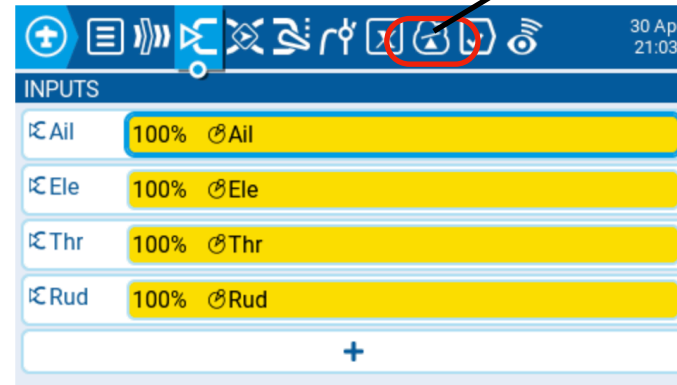 30 Ap
21:03
INPUTS
Ail 100% Ail
Ele 100% Ele
Thr 100% Thr
Rud 100% Rud
+